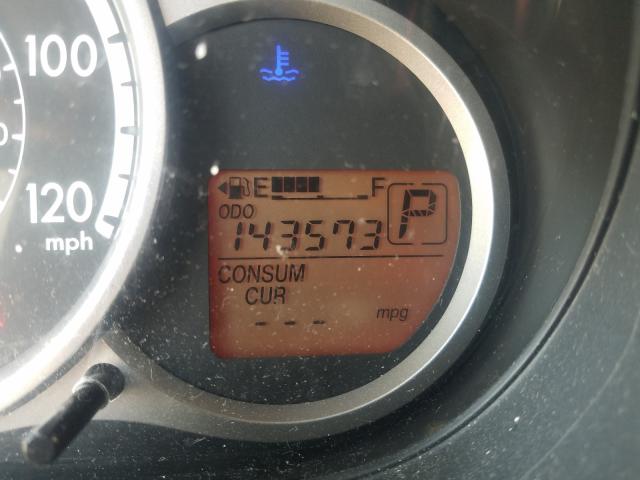 100
120
mph
E F
ODO
143573 P
CONSUM
CUR
--- mpg